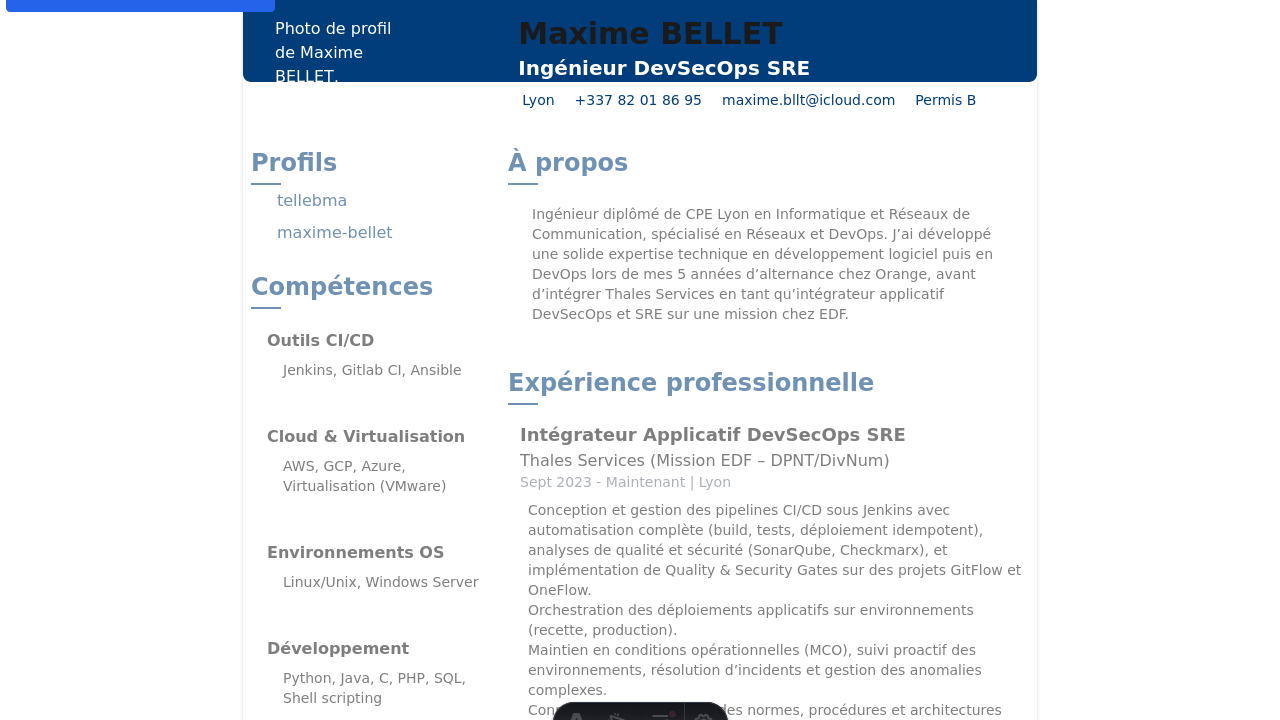 Photo de profil
de Maxime
BELLET.
Maxime BELLET
Ingénieur DevSecOps SRE
Lyon +337 82 01 86 95 maxime.bllt@icloud.com Permis B
Profils
tellebma
maxime-bellet
Compétences
Outils CI/CD
Jenkins, Gitlab CI, Ansible
Cloud & Virtualisation
AWS, GCP, Azure,
Virtualisation (VMware)
Environnements OS
Linux/Unix, Windows Server
Développement
Python, Java, C, PHP, SQL,
Shell scripting
À propos
Ingénieur diplômé de CPE Lyon en Informatique et Réseaux de
Communication, spécialisé en Réseaux et DevOps. J’ai développé
une solide expertise technique en développement logiciel puis en
DevOps lors de mes 5 années d’alternance chez Orange, avant
d’intégrer Thales Services en tant qu’intégrateur applicatif
DevSecOps et SRE sur une mission chez EDF.
Expérience professionnelle
Intégrateur Applicatif DevSecOps SRE
Thales Services (Mission EDF – DPNT/DivNum)
Sept 2023 - Maintenant | Lyon
Conception et gestion des pipelines CI/CD sous Jenkins avec
automatisation complète (build, tests, déploiement idempotent),
analyses de qualité et sécurité (SonarQube, Checkmarx), et
implémentation de Quality & Security Gates sur des projets GitFlow et
OneFlow.
Orchestration des déploiements applicatifs sur environnements
(recette, production).
Maintien en conditions opérationnelles (MCO), suivi proactif des
environnements, résolution d’incidents et gestion des anomalies
complexes.
des normes, procédures et architectures